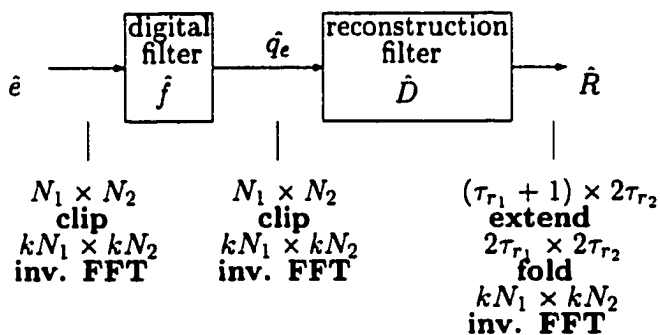 digital
filter
f̂
reconstruction
filter
D̂
ê
q̂ₑ
R̂
N₁ × N₂
clip
kN₁ × kN₂
inv. FFT
N₁ × N₂
clip
kN₁ × kN₂
inv. FFT
(τᵣ₁ + 1) × 2τᵣ₂
extend
2τᵣ₁ × 2τᵣ₂
fold
kN₁ × kN₂
inv. FFT